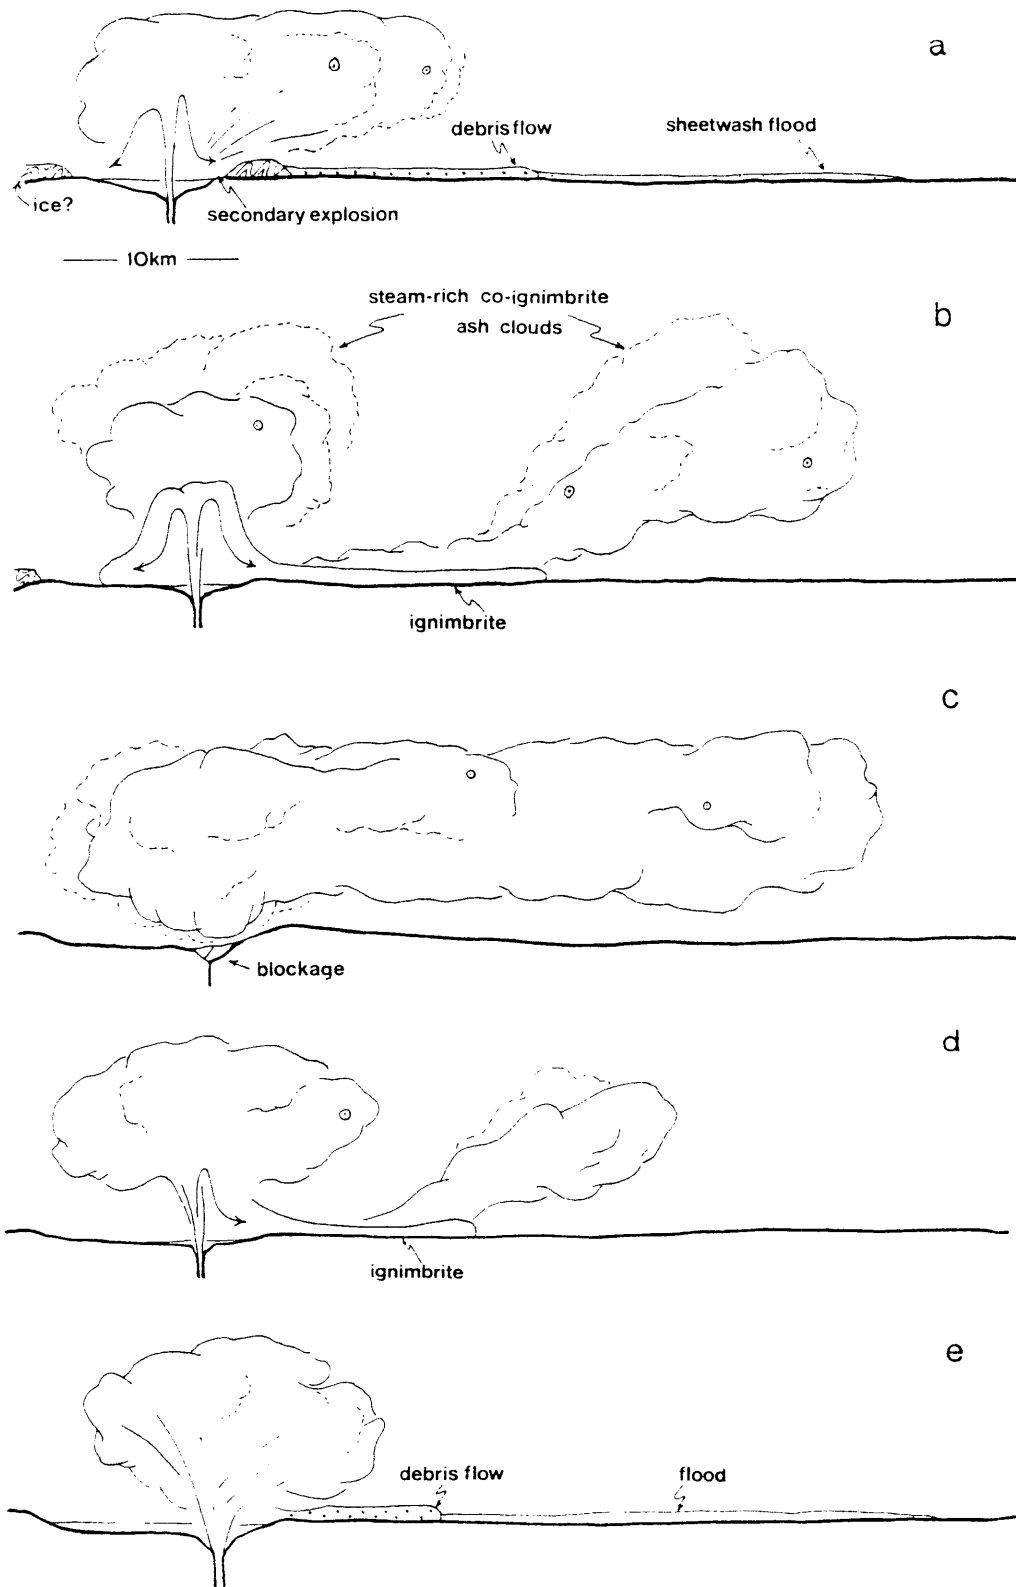 a
debris flow
sheetwash flood
ice?
secondary explosion
10km
steam-rich co-ignimbrite
ash clouds
b
ignimbrite
c
blockage
d
ignimbrite
e
debris flow
flood